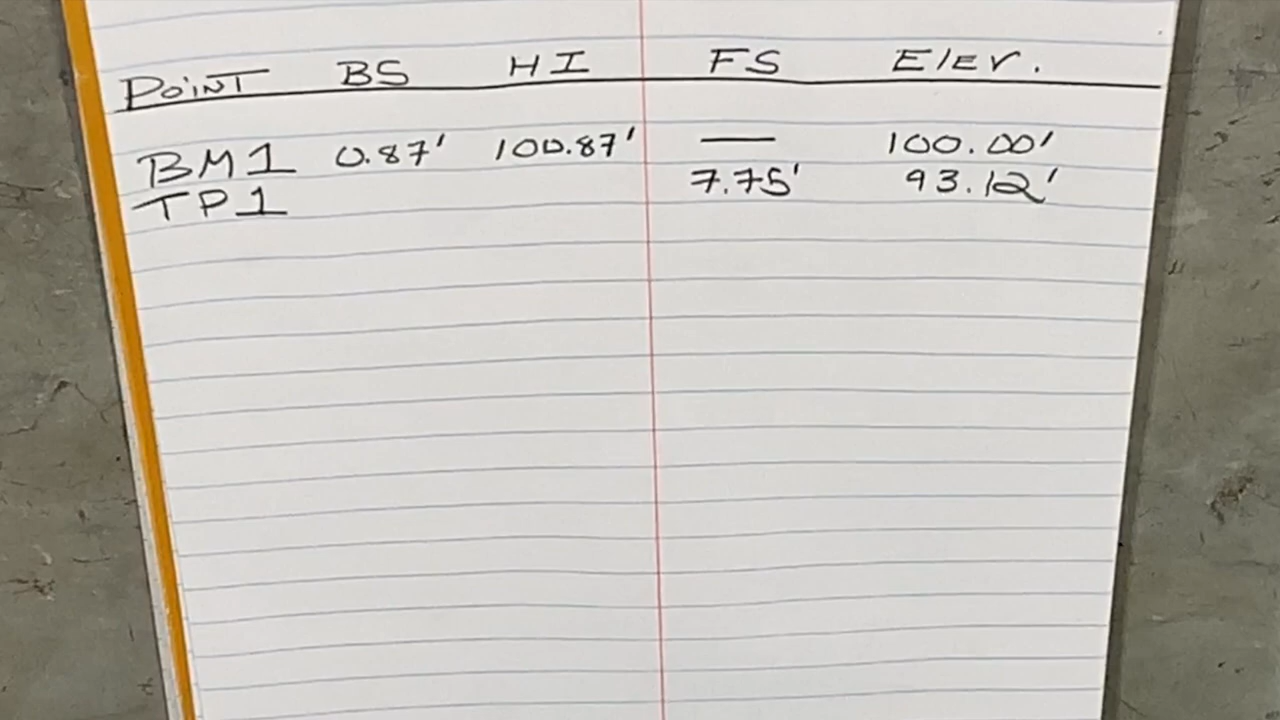 Point BS HI FS Elev.
BM1 0.87' 100.87' — 100.00'
TP1 7.75' 93.12'